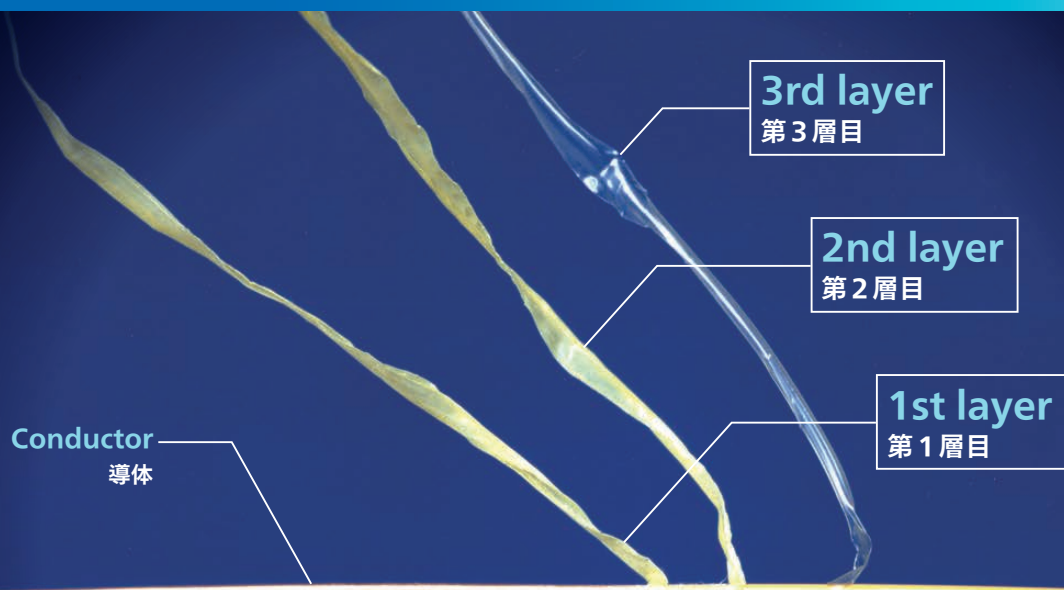 3rd layer
第3層目
2nd layer
第2層目
1st layer
第1層目
Conductor
導体